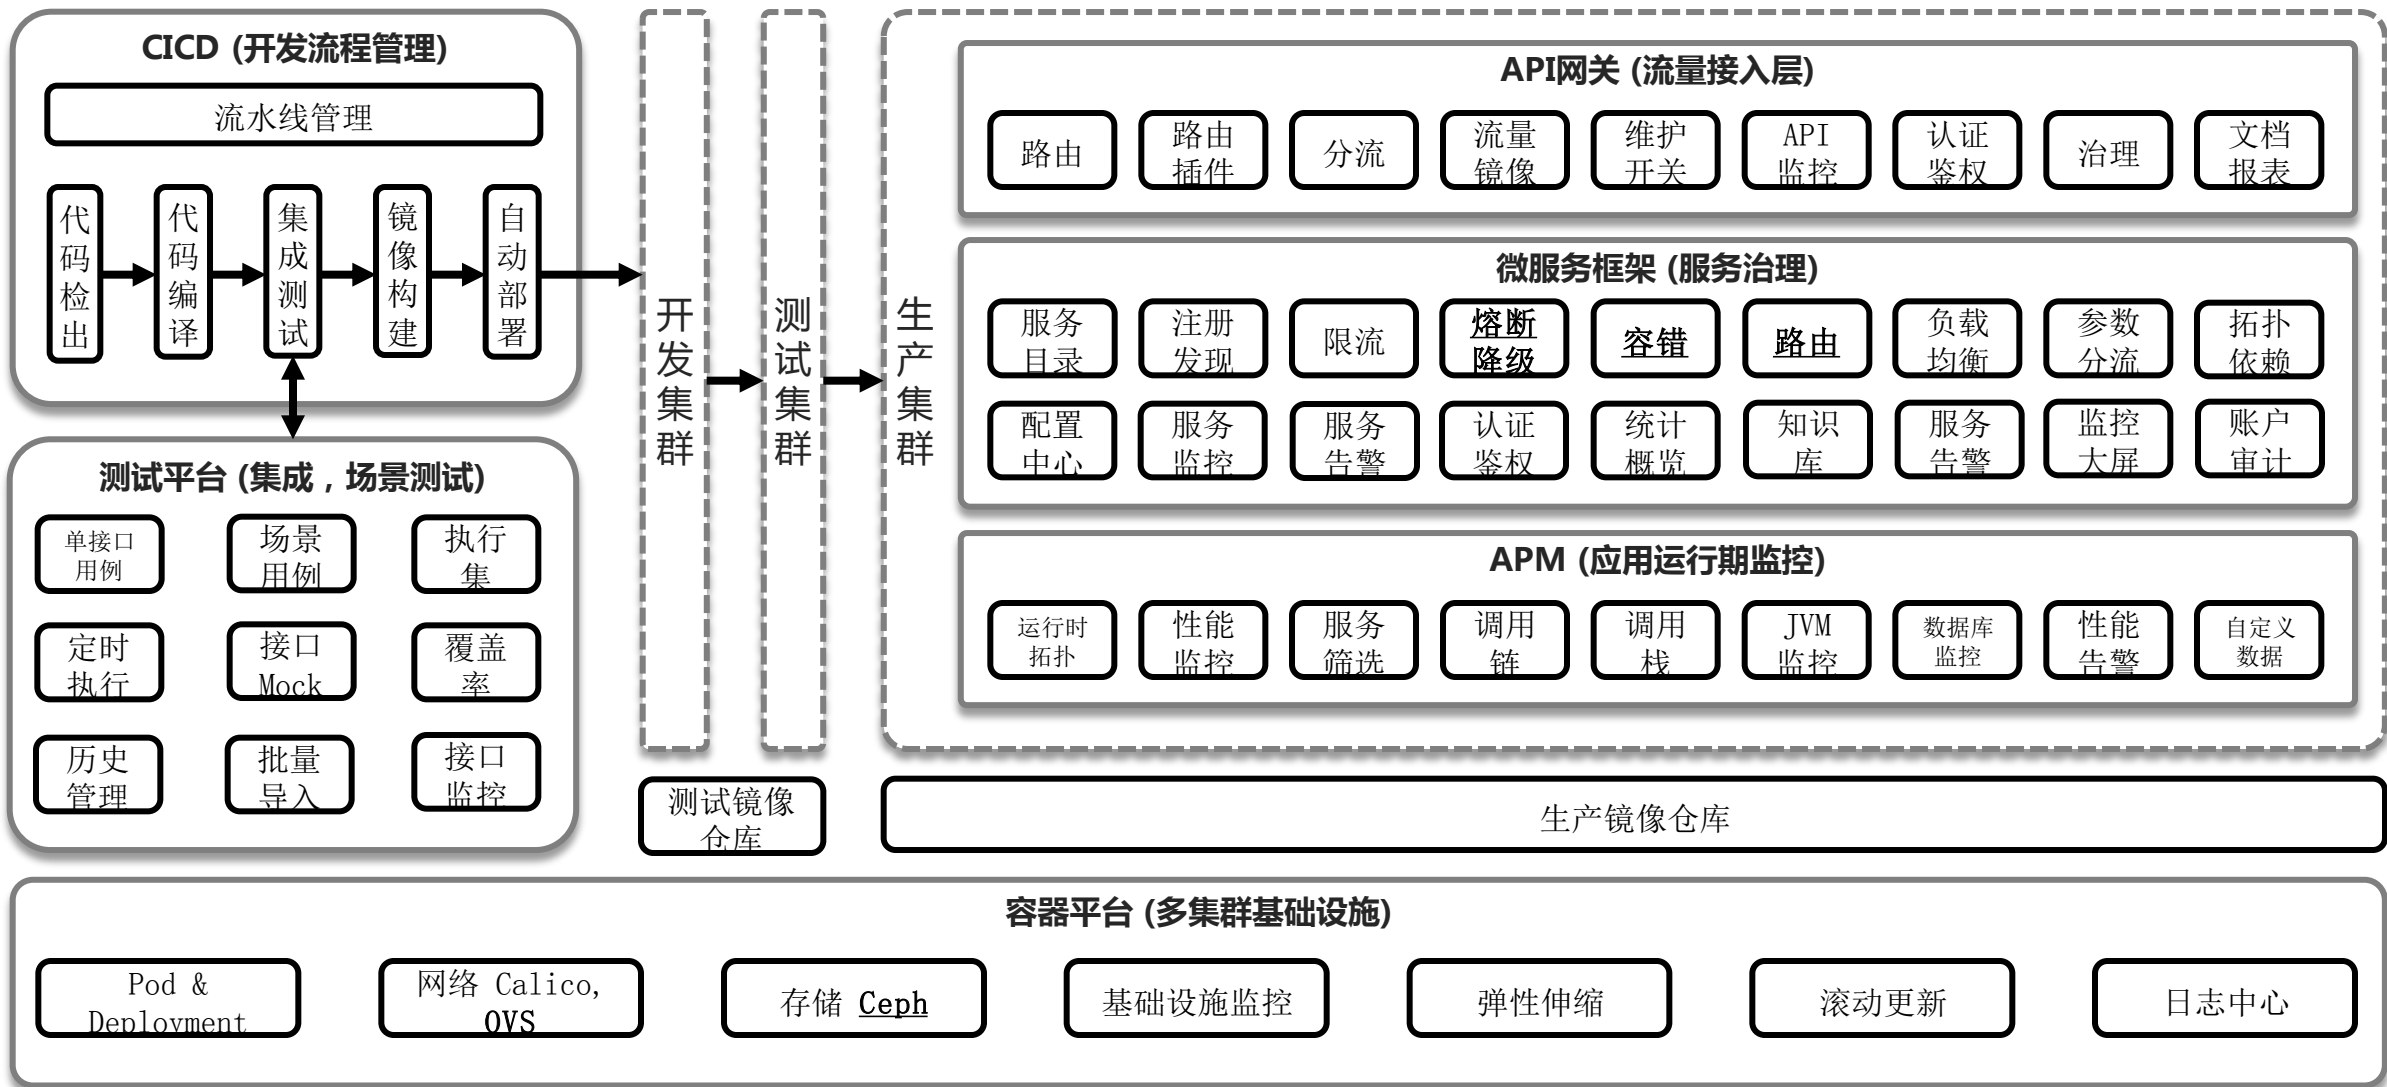 CICD (开发流程管理)
流水线管理
代码检出
代码编译
集成测试
镜像构建
自动部署
测试平台 (集成，场景测试)
单接口
用例
场景
用例
执行
集
定时
执行
接口
Mock
覆盖
率
历史
管理
批量
导入
接口
监控
开发集群
测试集群
生产集群
API网关 (流量接入层)
路由
路由
插件
分流
流量
镜像
维护
开关
API
监控
认证
鉴权
治理
文档
报表
微服务框架 (服务治理)
服务
目录
注册
发现
限流
熔断
降级
容错
路由
负载
均衡
参数
分流
拓扑
依赖
配置
中心
服务
监控
服务
告警
认证
鉴权
统计
概览
知识
库
服务
告警
监控
大屏
账户
审计
APM (应用运行期监控)
运行时
拓扑
性能
监控
服务
筛选
调用
链
调用
栈
JVM
监控
数据库
监控
性能
告警
自定义
数据
测试镜像
仓库
生产镜像仓库
容器平台 (多集群基础设施)
Pod &
Deployment
网络 Calico,
OVS
存储 Ceph
基础设施监控
弹性伸缩
滚动更新
日志中心